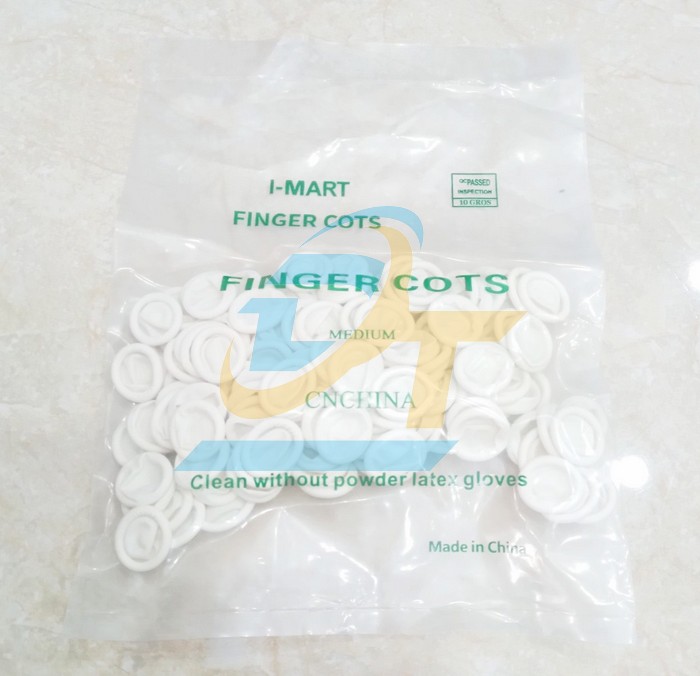 I-MART
QC PASSED
INSPECTION
10 GROS
FINGER COTS
FINGER COTS
MEDIUM
CNCHINA
Clean without powder latex gloves
Made in China